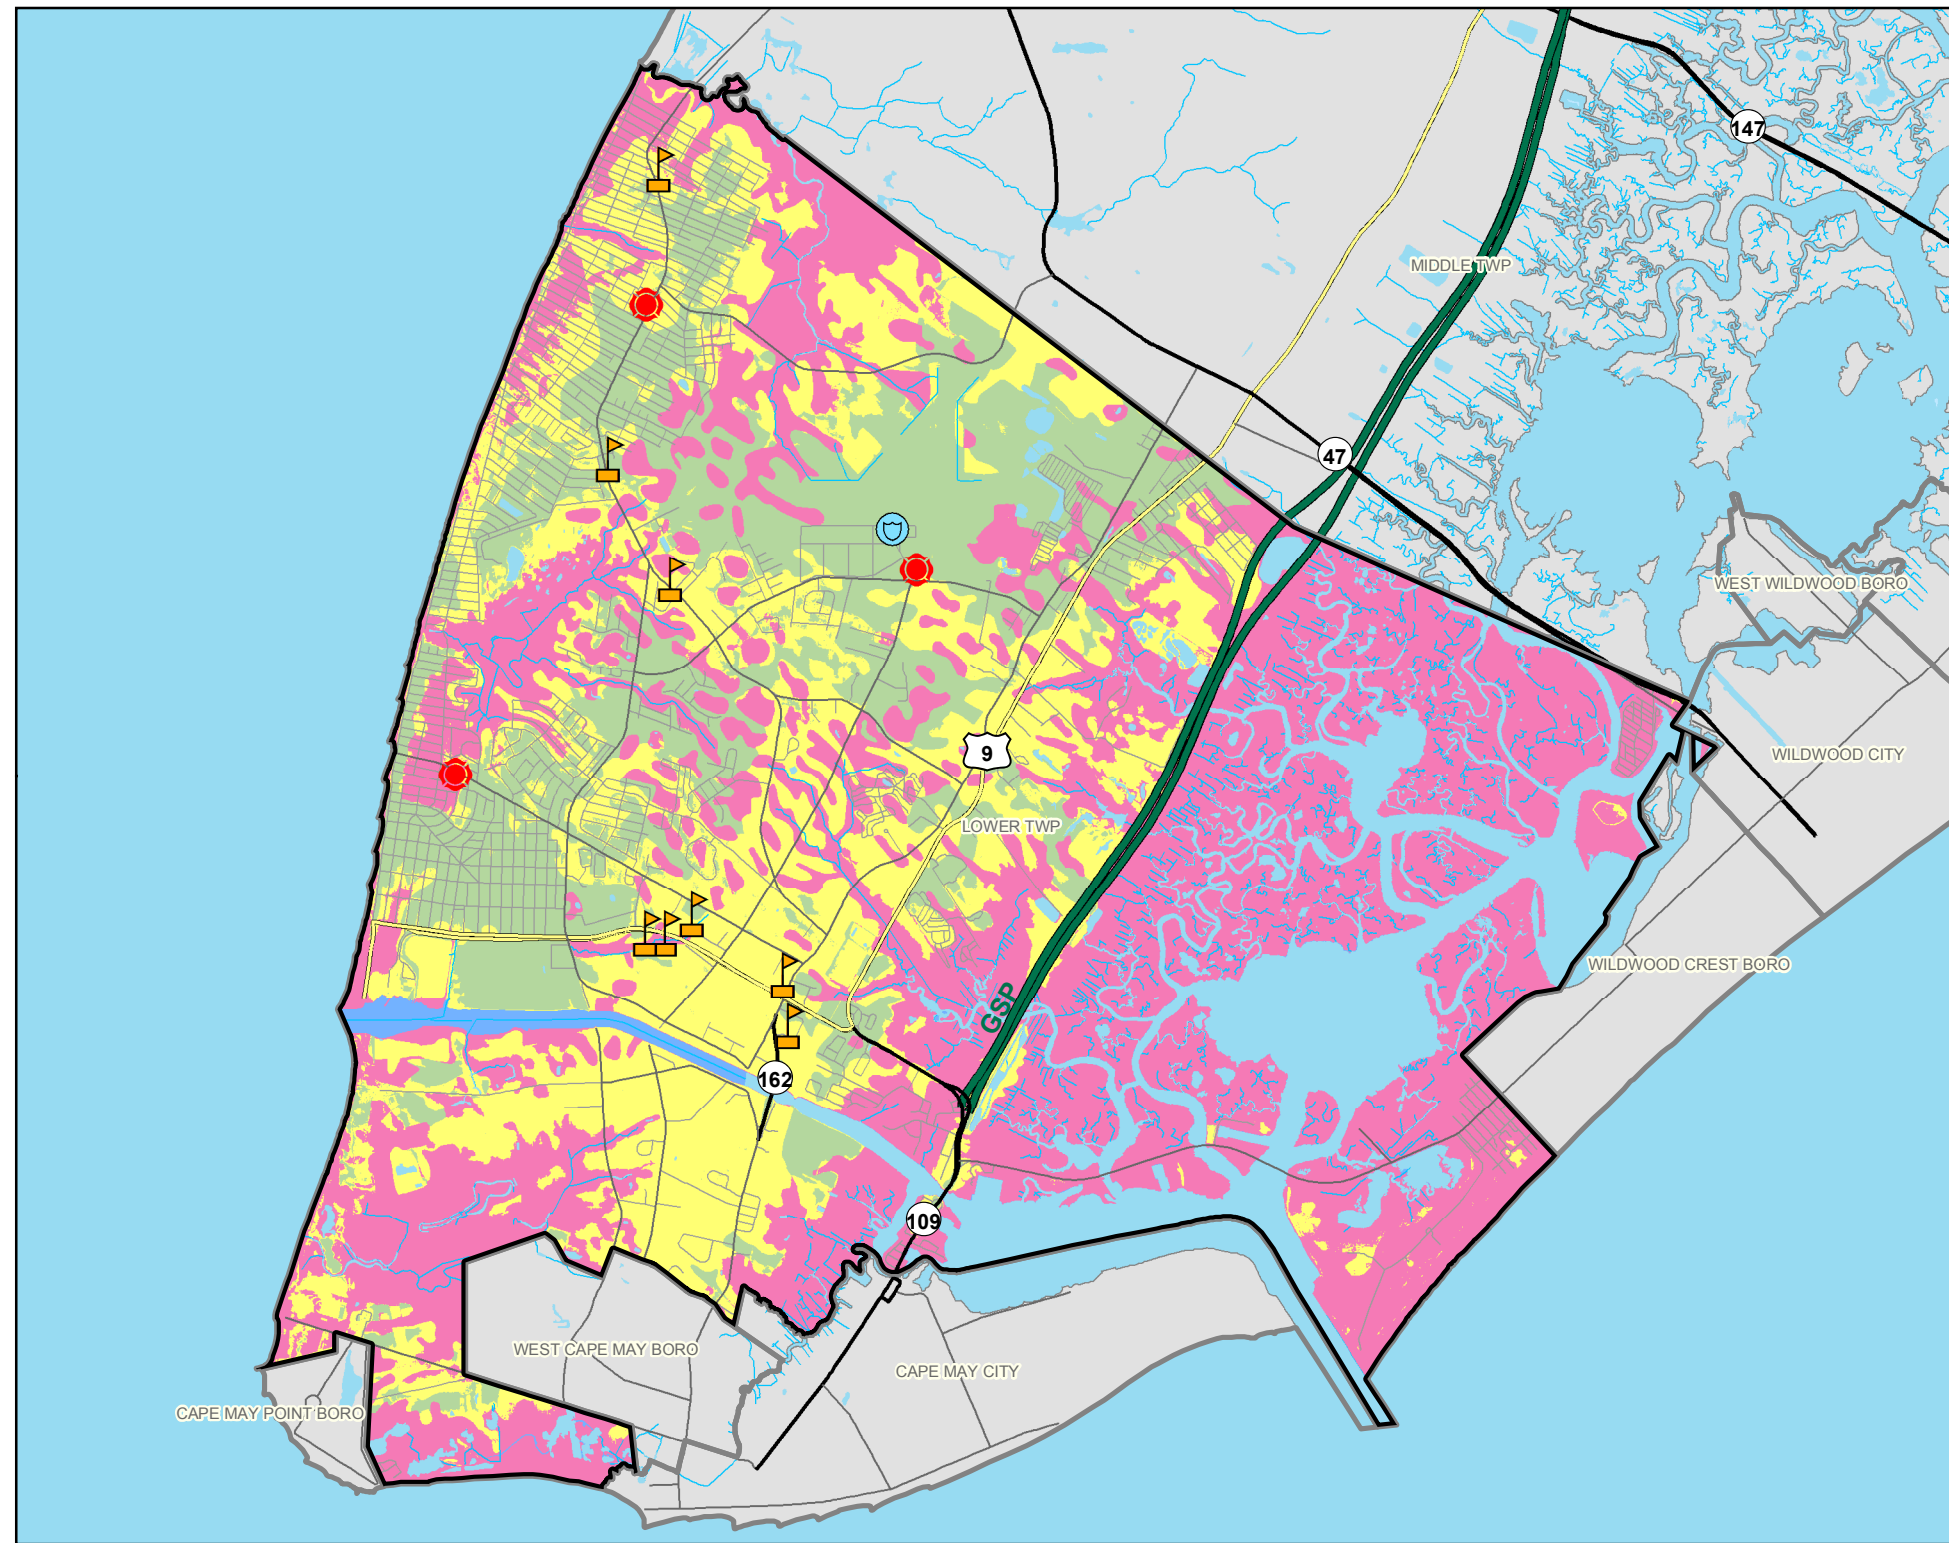 147
MIDDLE TWP
47
WEST WILDWOOD BORO
9
WILDWOOD CITY
LOWER TWP
WILDWOOD CREST BORO
GSP
162
109
WEST CAPE MAY BORO
CAPE MAY CITY
CAPE MAY POINT BORO